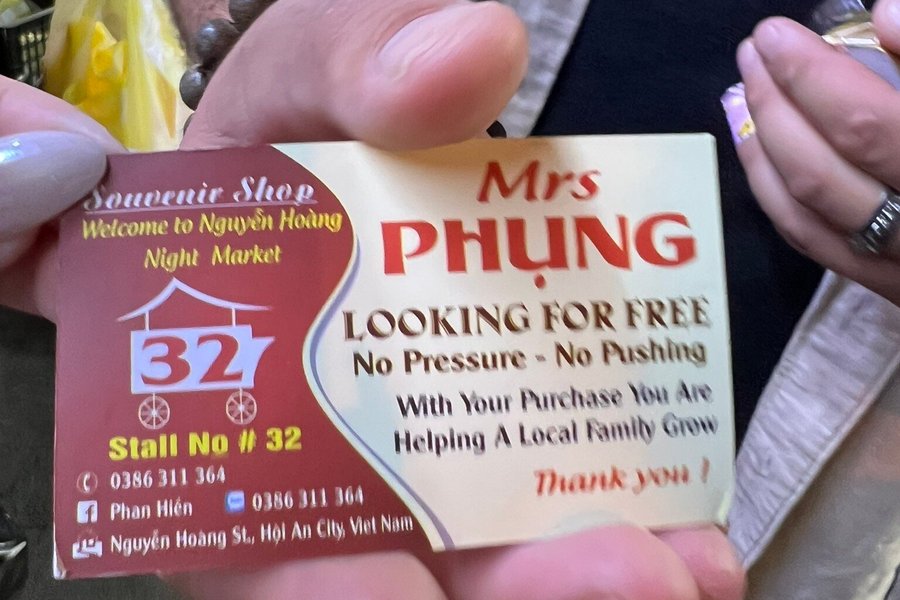 Souvenir Shop
Welcome to Nguyễn Hoàng
Night Market
32
Stall No # 32
0386 311 364
Phan Hiền 0386 311 364
Nguyễn Hoàng St., Hội An City, Viet Nam
Mrs
PHỤNG
LOOKING FOR FREE
No Pressure - No Pushing
With Your Purchase You Are
Helping A Local Family Grow
Thank you !